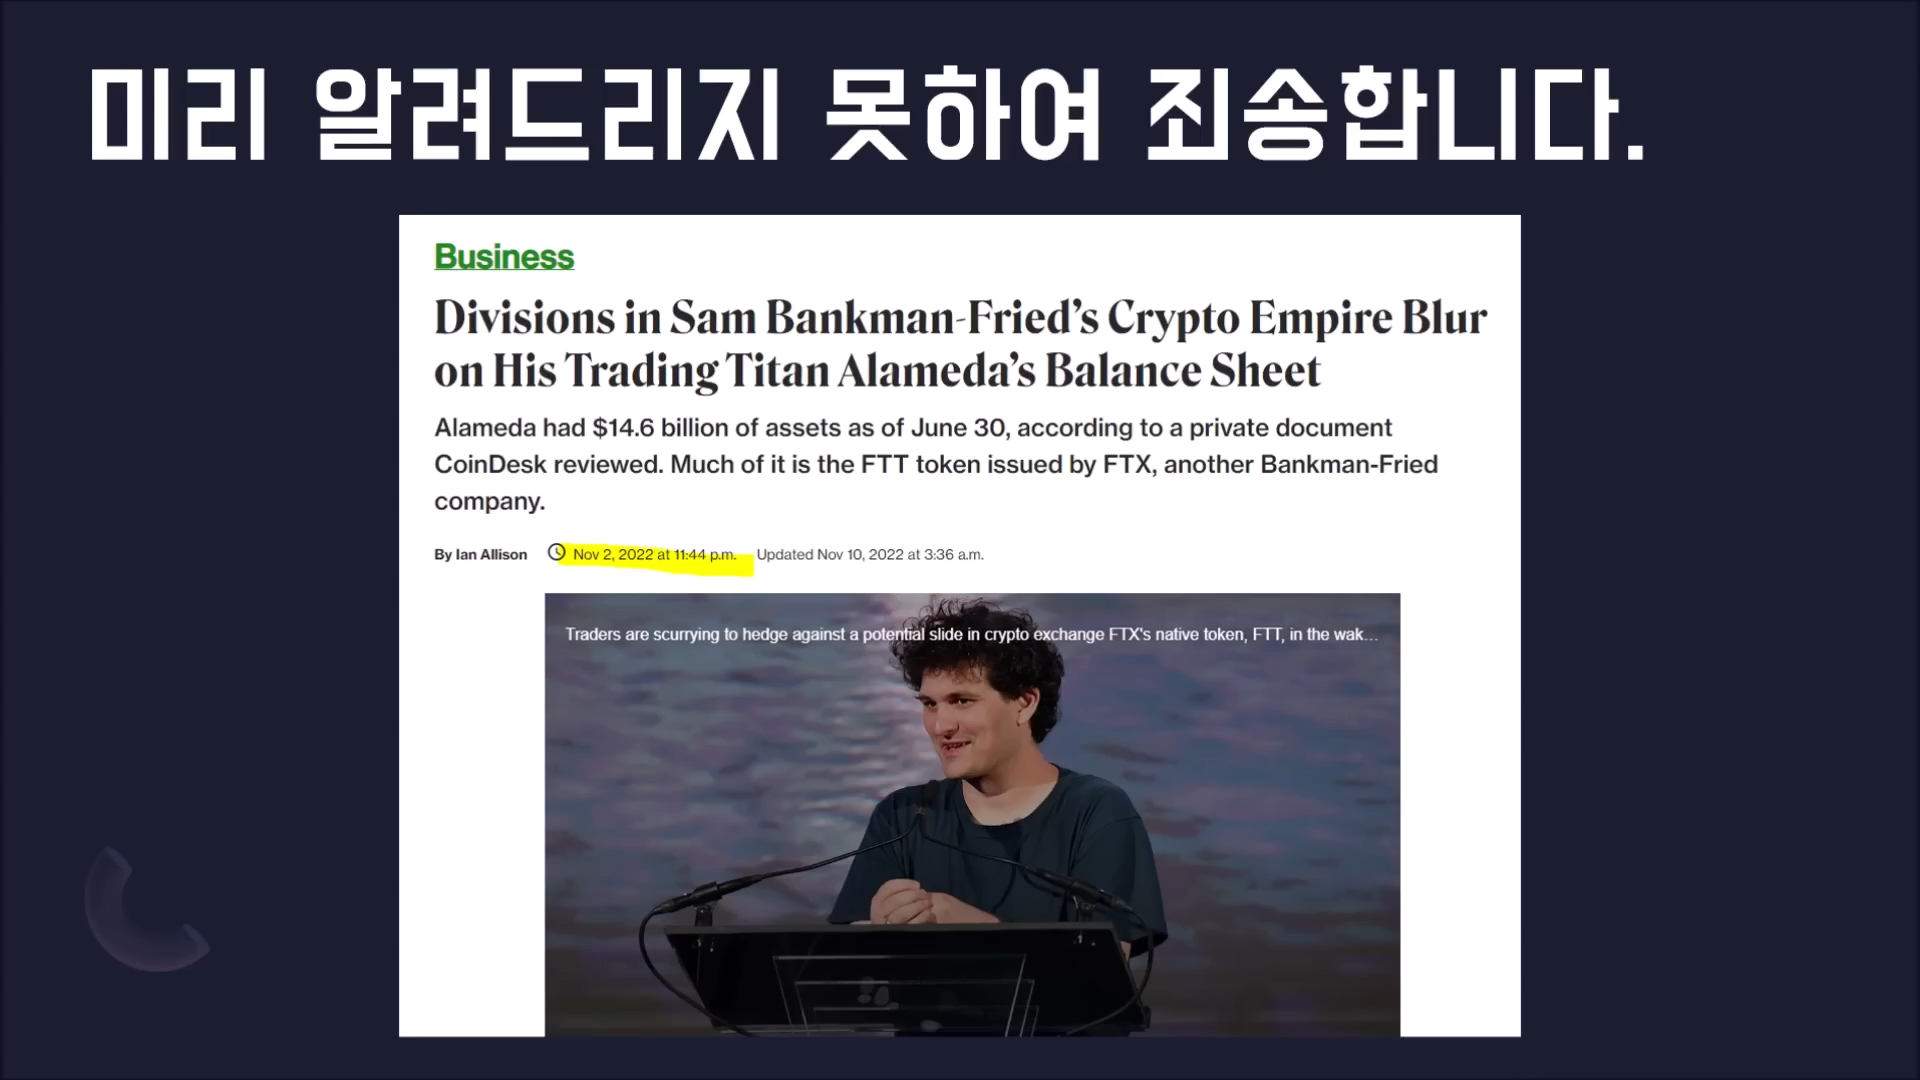 미리 알려드리지 못하여 죄송합니다.
Business
Divisions in Sam Bankman-Fried’s Crypto Empire Blur
on His Trading Titan Alameda’s Balance Sheet
Alameda had $14.6 billion of assets as of June 30, according to a private document
CoinDesk reviewed. Much of it is the FTT token issued by FTX, another Bankman-Fried
company.
By Ian Allison Nov 2, 2022 at 11:44 p.m. Updated Nov 10, 2022 at 3:36 a.m.
Traders are scurrying to hedge against a potential slide in crypto exchange FTX's native token, FTT, in the wak...